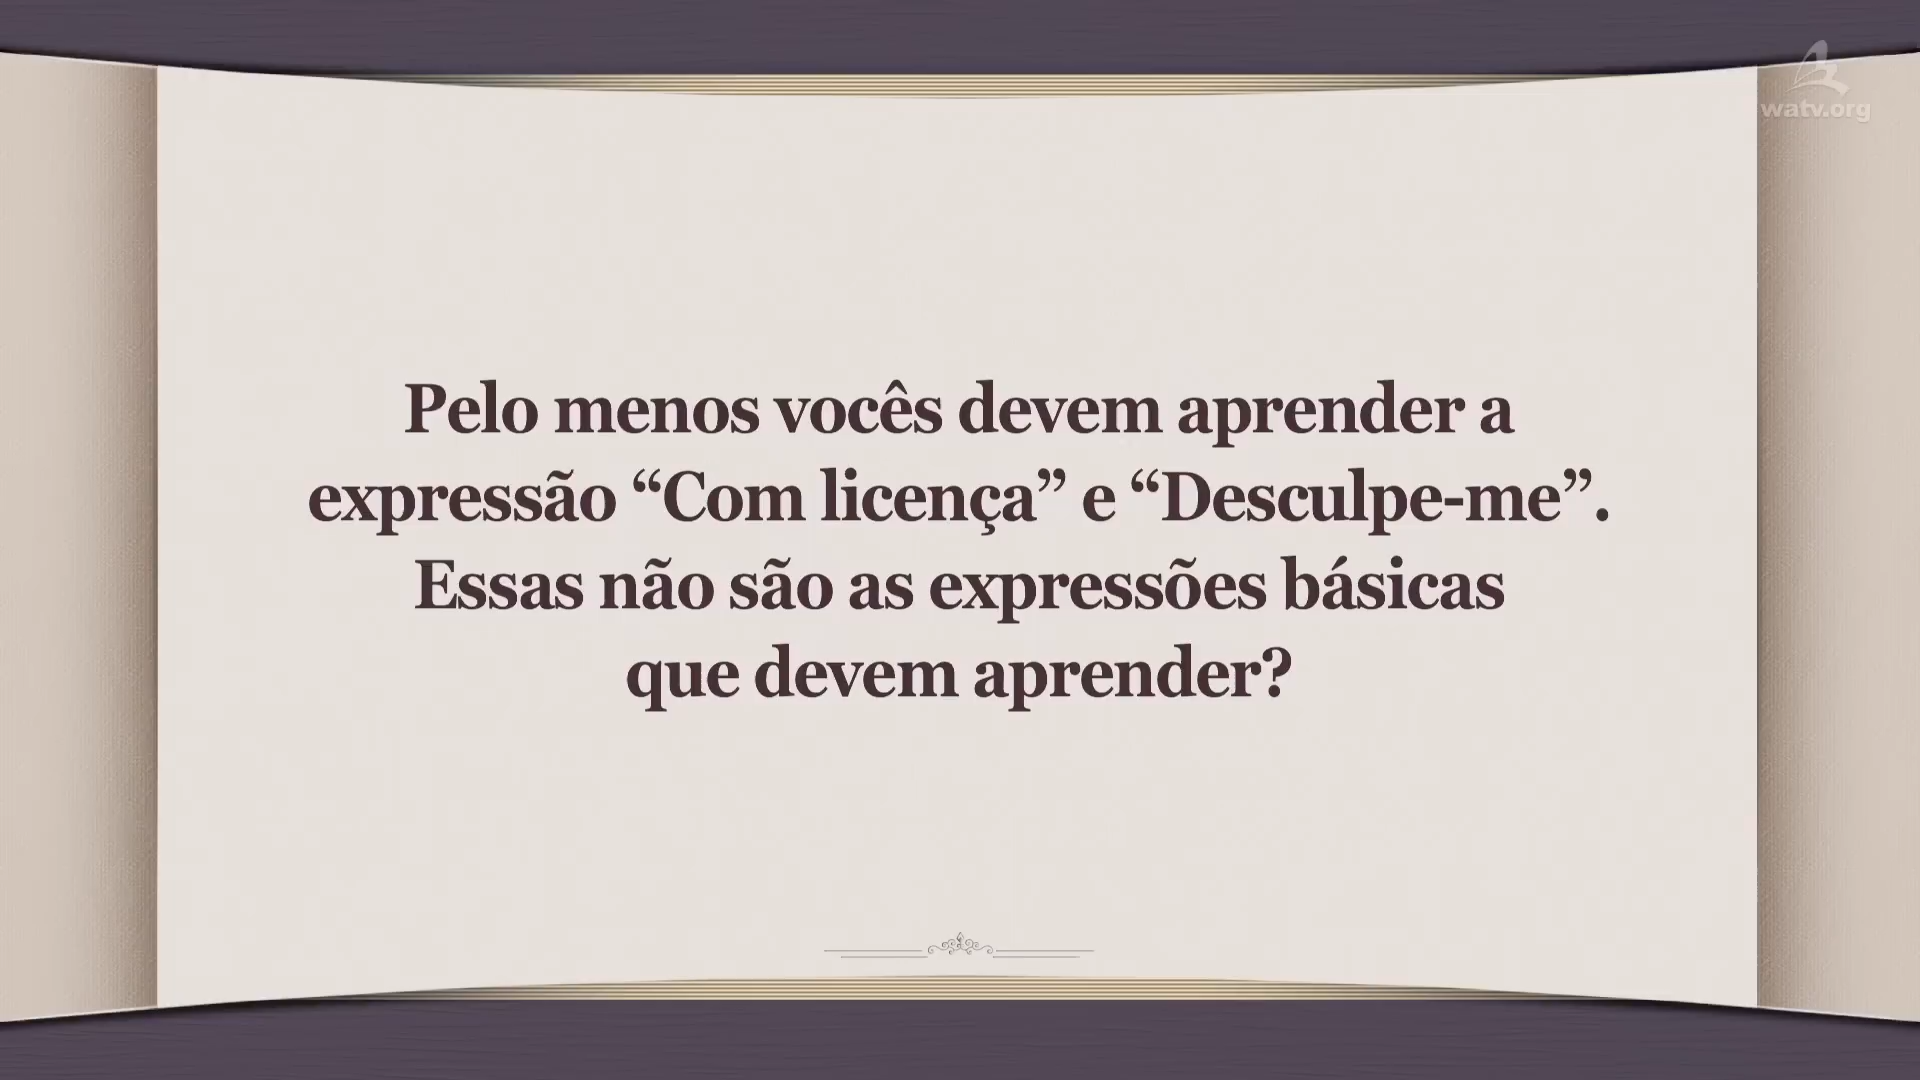 watv.org
Pelo menos vocês devem aprender a
expressão “Com licença” e “Desculpe-me”.
Essas não são as expressões básicas
que devem aprender?